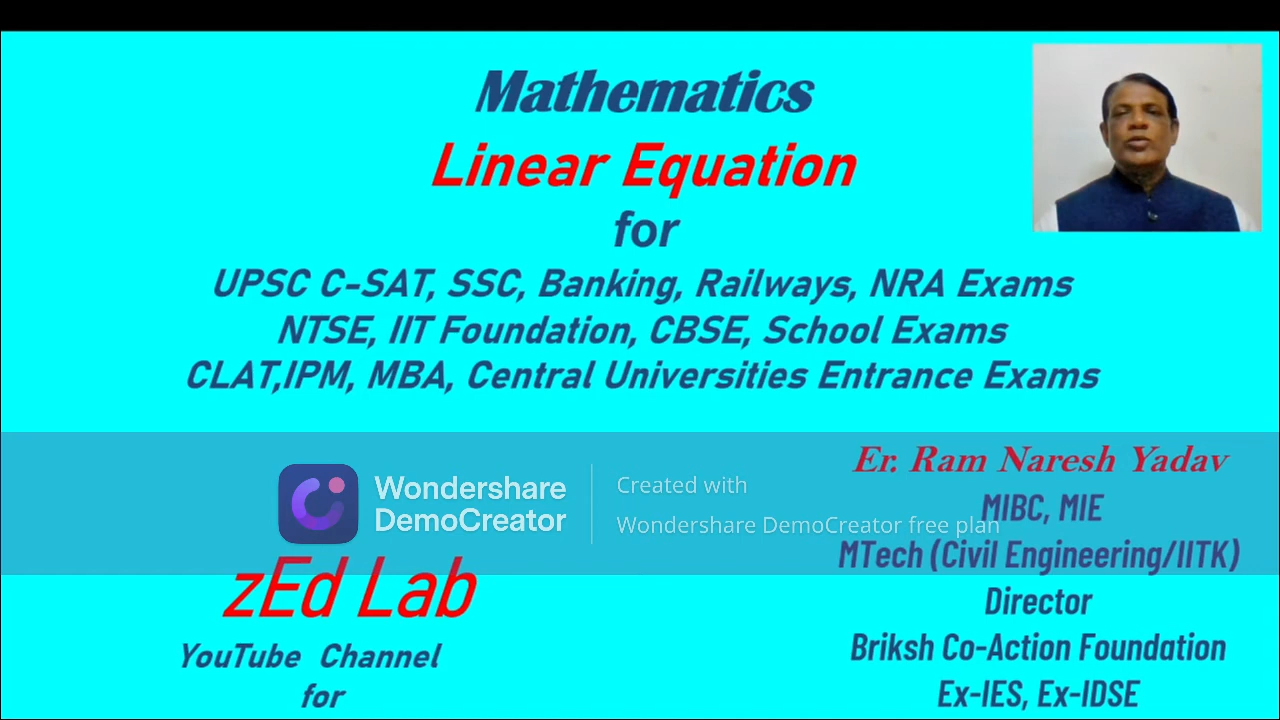 Mathematics
Linear Equation
for
UPSC C-SAT, SSC, Banking, Railways, NRA Exams
NTSE, IIT Foundation, CBSE, School Exams
CLAT,IPM, MBA, Central Universities Entrance Exams
Wondershare
DemoCreator
Created with
Wondershare DemoCreator free plan
zEd Lab
YouTube Channel
for
Er. Ram Naresh Yadav
MIBC, MIE
MTech (Civil Engineering/IITK)
Director
Briksh Co-Action Foundation
Ex-IES, Ex-IDSE